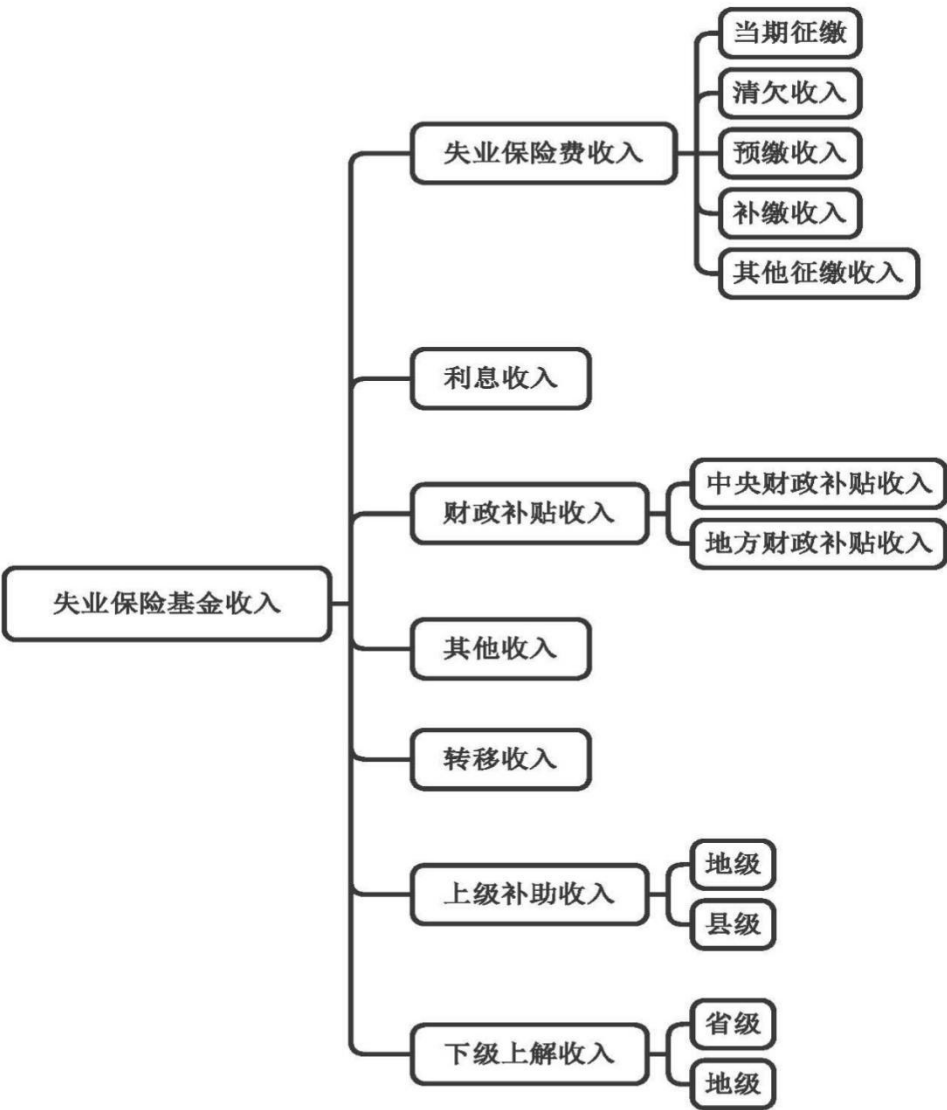 失业保险基金收入
失业保险费收入
当期征缴
清欠收入
预缴收入
补缴收入
其他征缴收入
利息收入
财政补贴收入
中央财政补贴收入
地方财政补贴收入
其他收入
转移收入
上级补助收入
地级
县级
下级上解收入
省级
地级